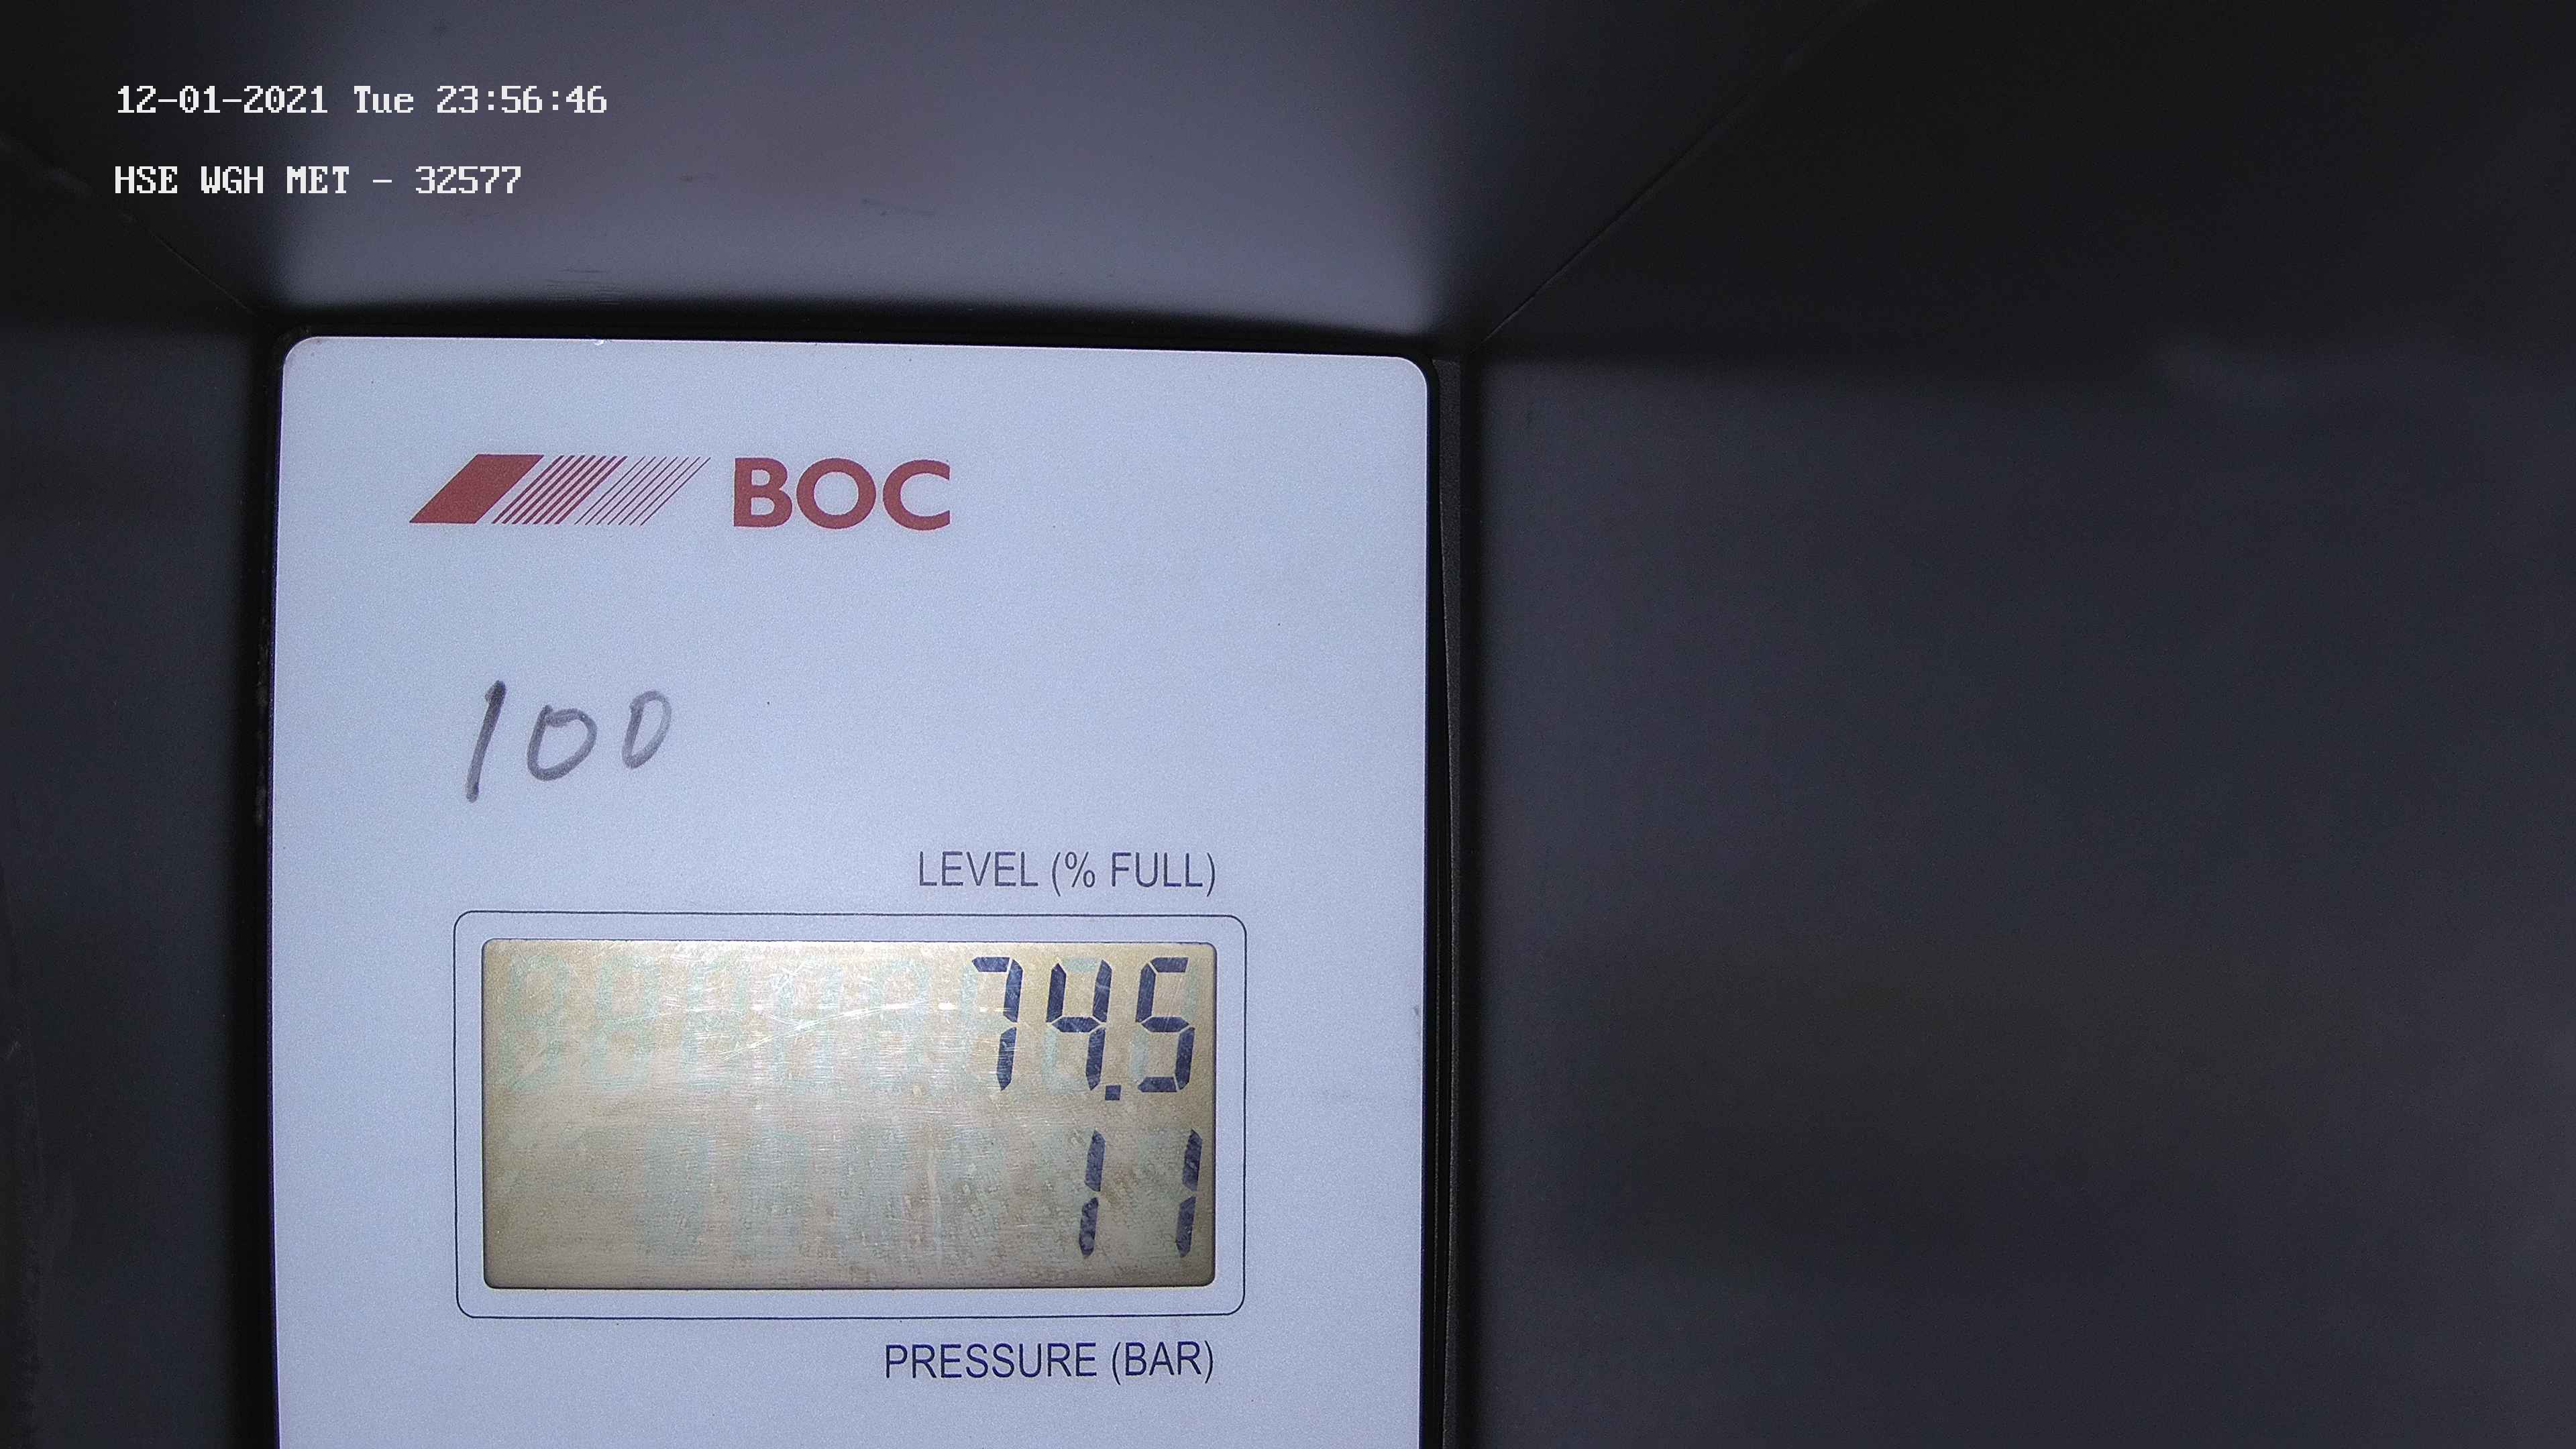 12-01-2021 Tue 23:56:46
HSE WGH MET - 32577
BOC
100
LEVEL (% FULL)
74.5
11
PRESSURE (BAR)